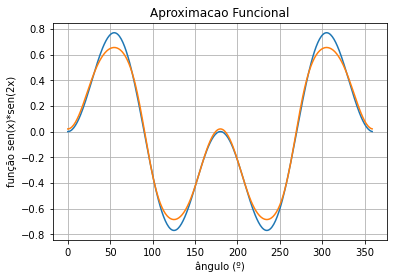 Aproximacao Funcional
função sen(x)*sen(2x)
0.8
0.6
0.4
0.2
0.0
−0.2
−0.4
−0.6
−0.8
0 50 100 150 200 250 300 350
ângulo (º)